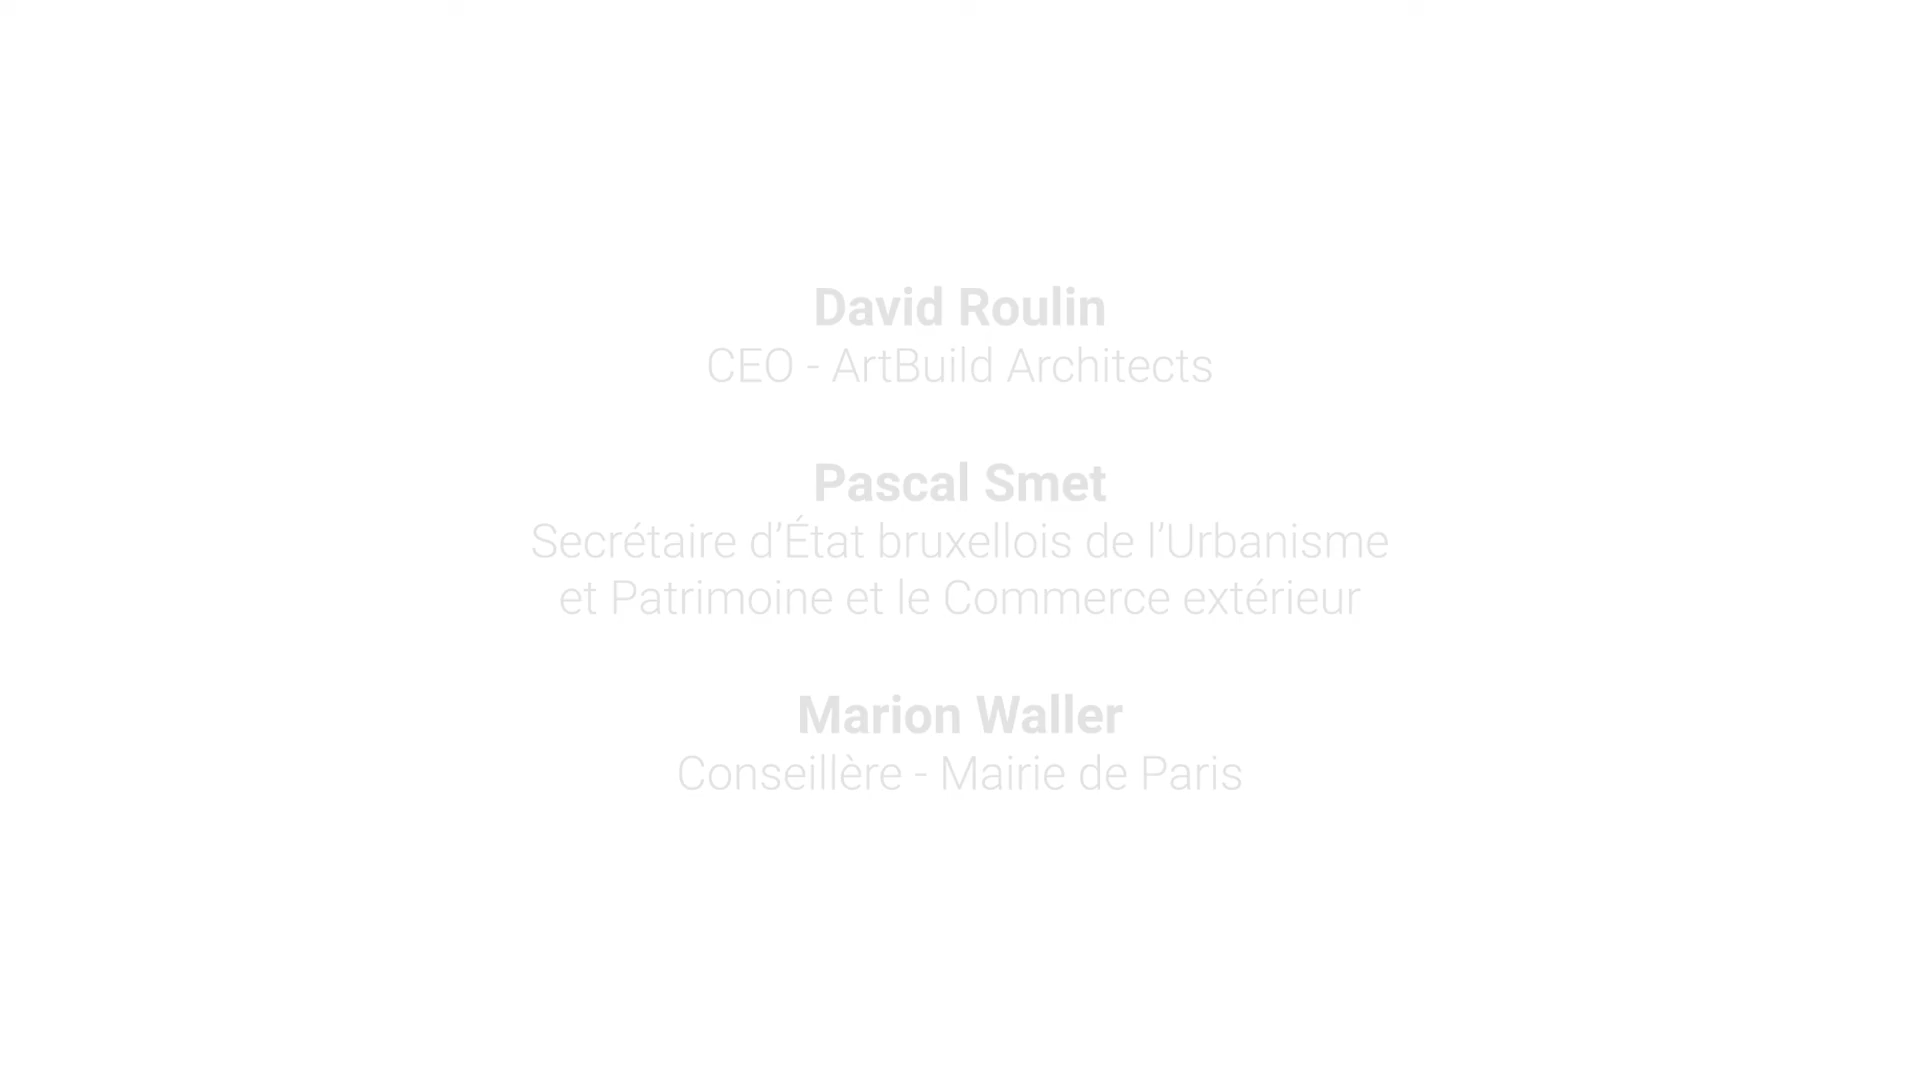 David Roulin
CEO - ArtBuild Architects
Pascal Smet
Secrétaire d’État bruxellois de l’Urbanisme
et Patrimoine et le Commerce extérieur
Marion Waller
Conseillère - Mairie de Paris